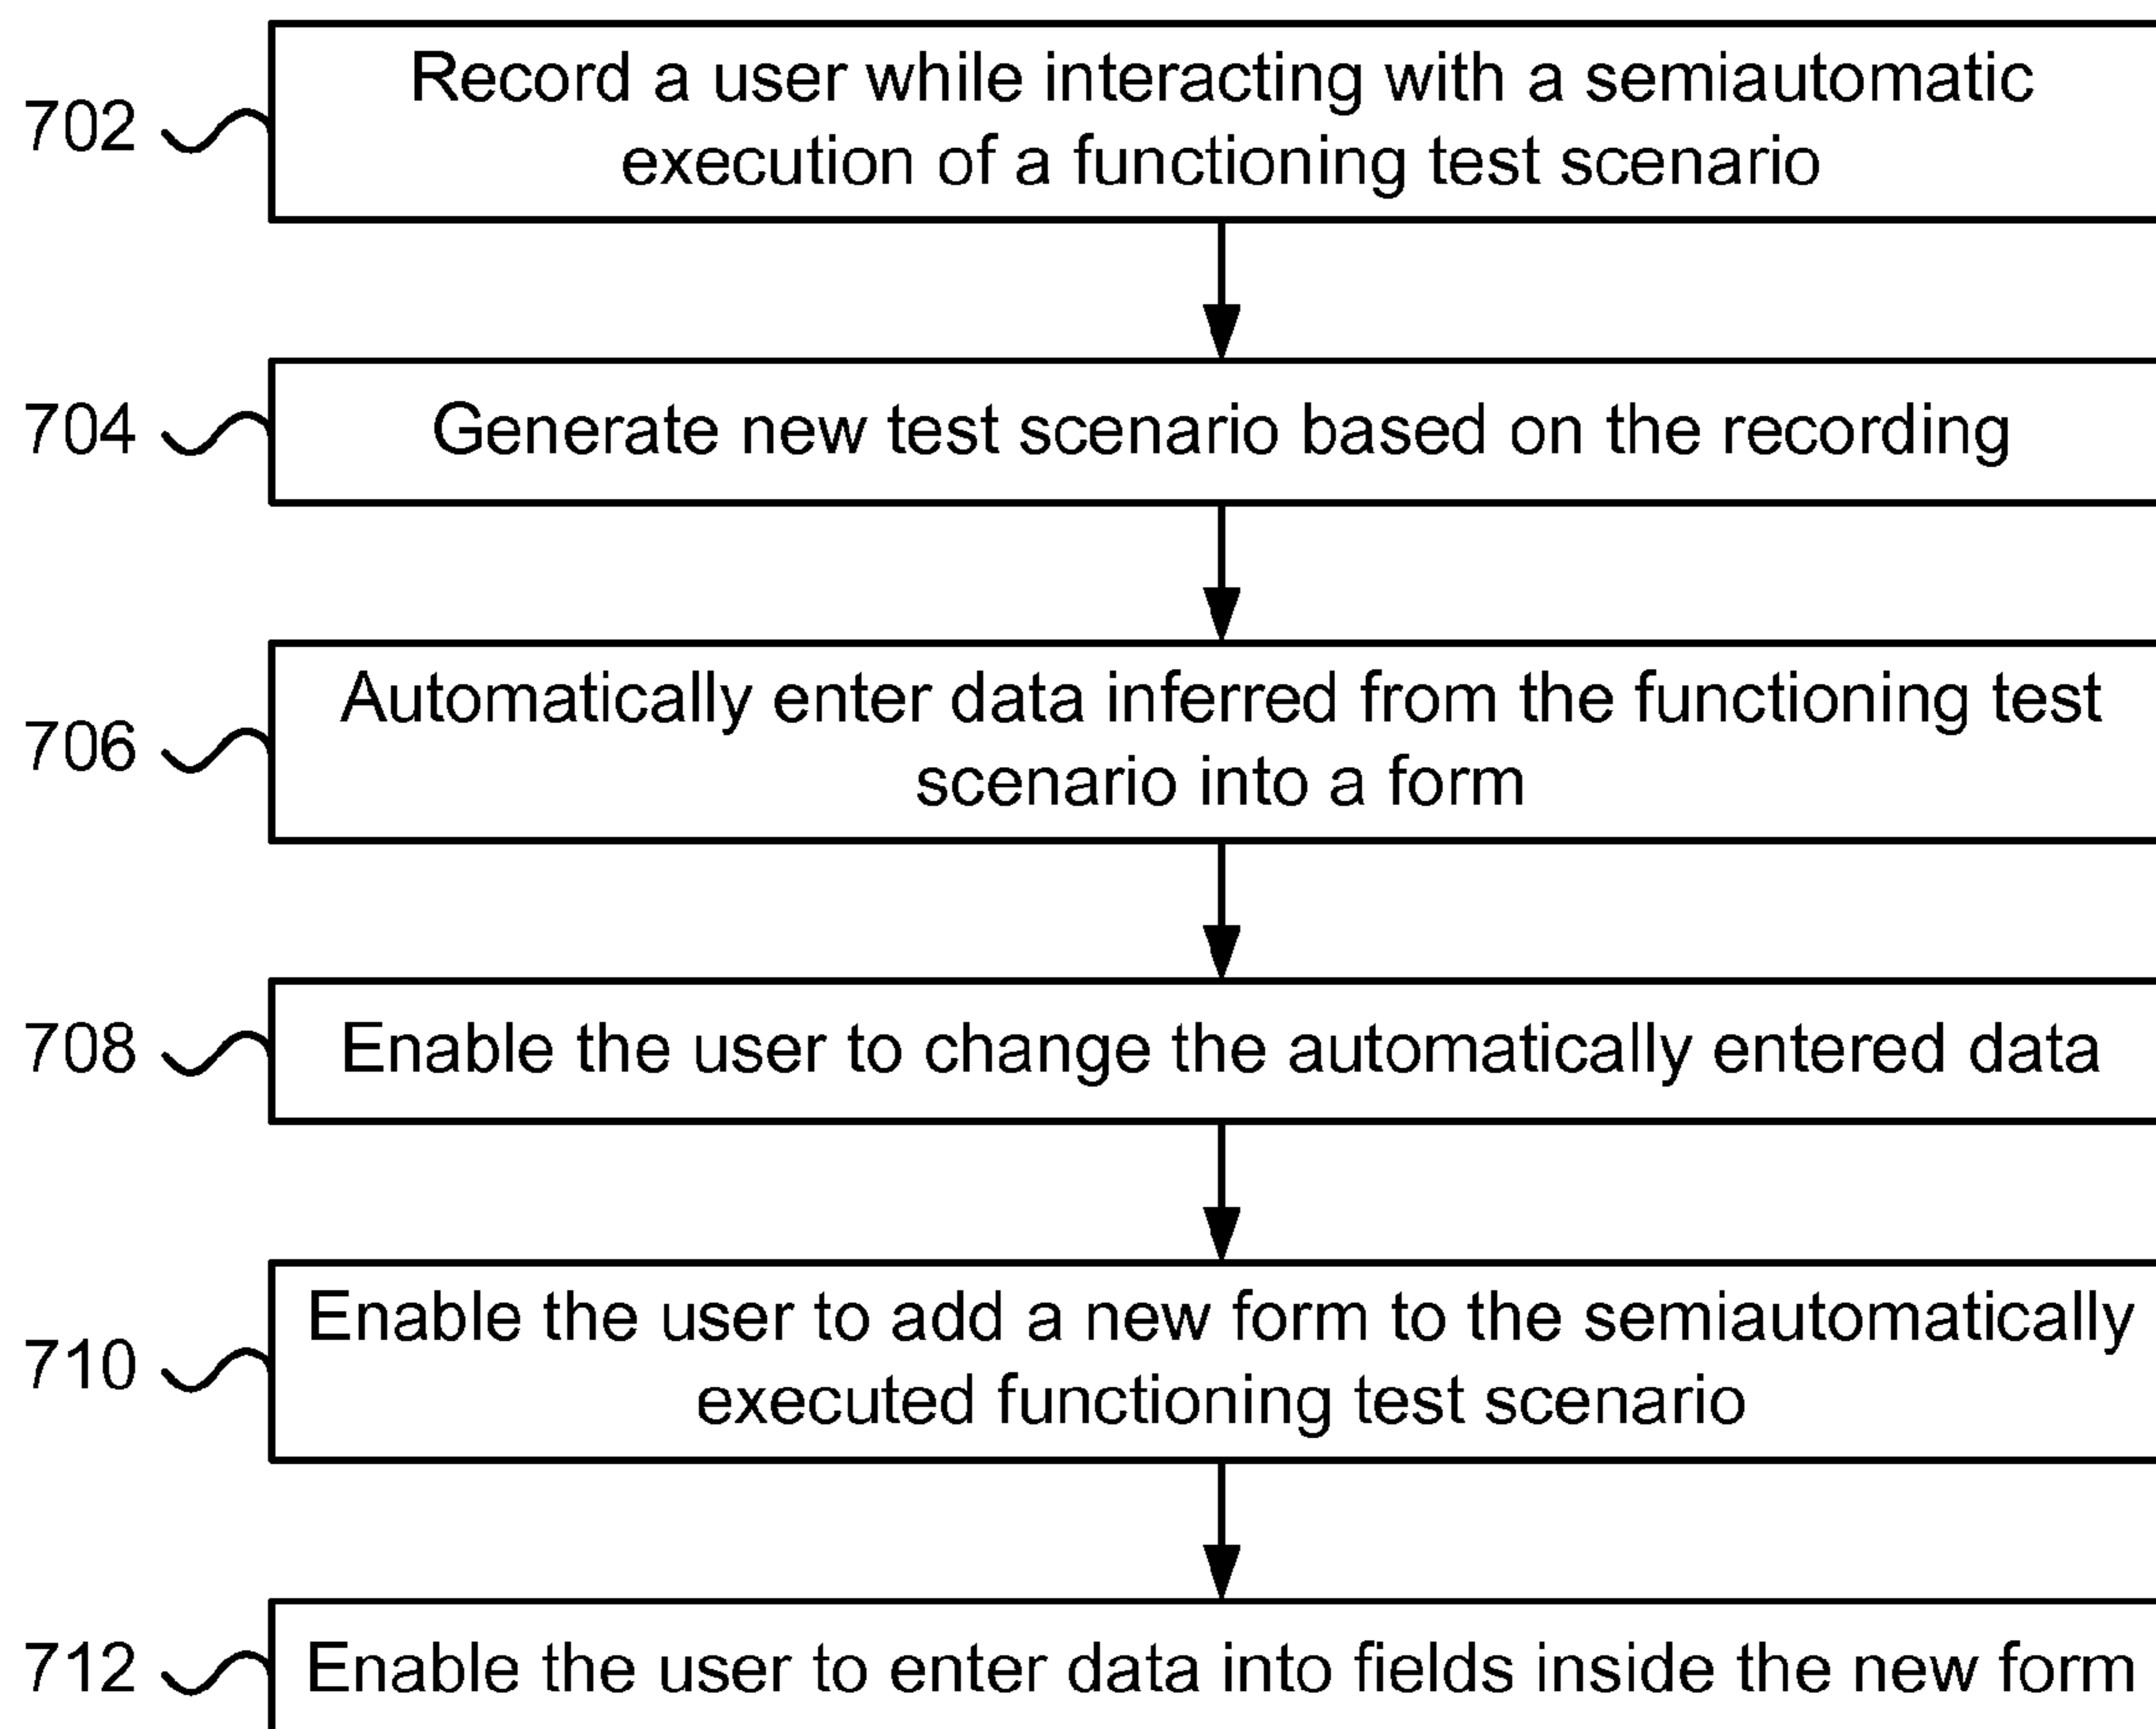 702
Record a user while interacting with a semiautomatic
execution of a functioning test scenario
704
Generate new test scenario based on the recording
706
Automatically enter data inferred from the functioning test
scenario into a form
708
Enable the user to change the automatically entered data
710
Enable the user to add a new form to the semiautomatically
executed functioning test scenario
712
Enable the user to enter data into fields inside the new form